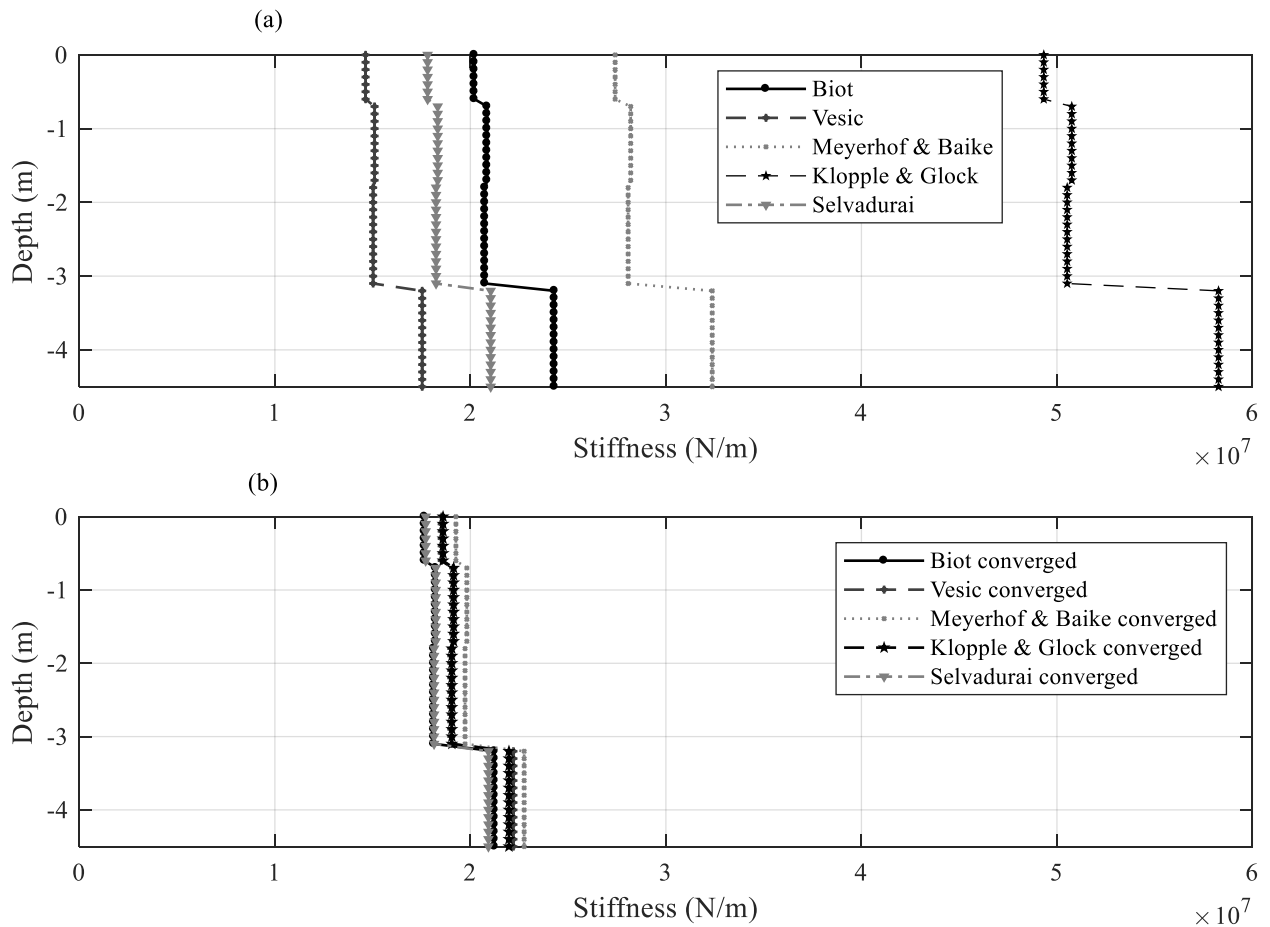 (a)
0
-1
-2
-3
-4
Depth (m)
Biot
Vesic
Meyerhof & Baike
Klopple & Glock
Selvadurai
0 1 2 3 4 5 6
Stiffness (N/m)
×10^7
(b)
0
-1
-2
-3
-4
Depth (m)
Biot converged
Vesic converged
Meyerhof & Baike converged
Klopple & Glock converged
Selvadurai converged
0 1 2 3 4 5 6
Stiffness (N/m)
×10^7